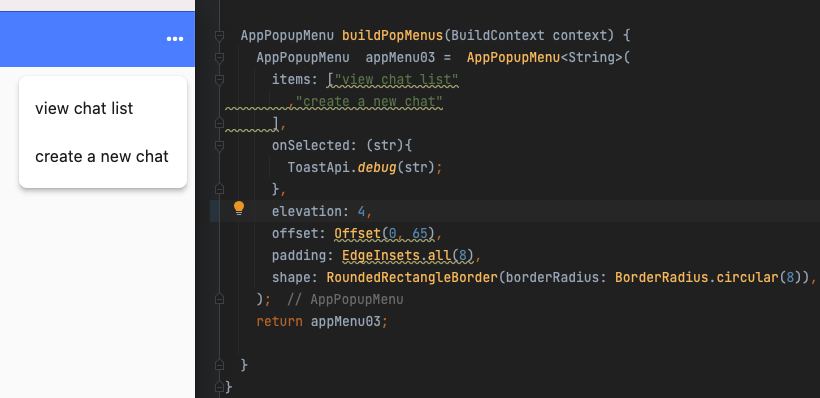 •••
view chat list
create a new chat
AppPopupMenu buildPopMenus(BuildContext context) {
AppPopupMenu  appMenu03 =  AppPopupMenu<String>(
items: ["view chat list"
,"create a new chat"
],
onSelected: (str){
ToastApi.debug(str);
},
elevation: 4,
offset: Offset(0, 65),
padding: EdgeInsets.all(8),
shape: RoundedRectangleBorder(borderRadius: BorderRadius.circular(8)),
);  // AppPopupMenu
return appMenu03;
}
}